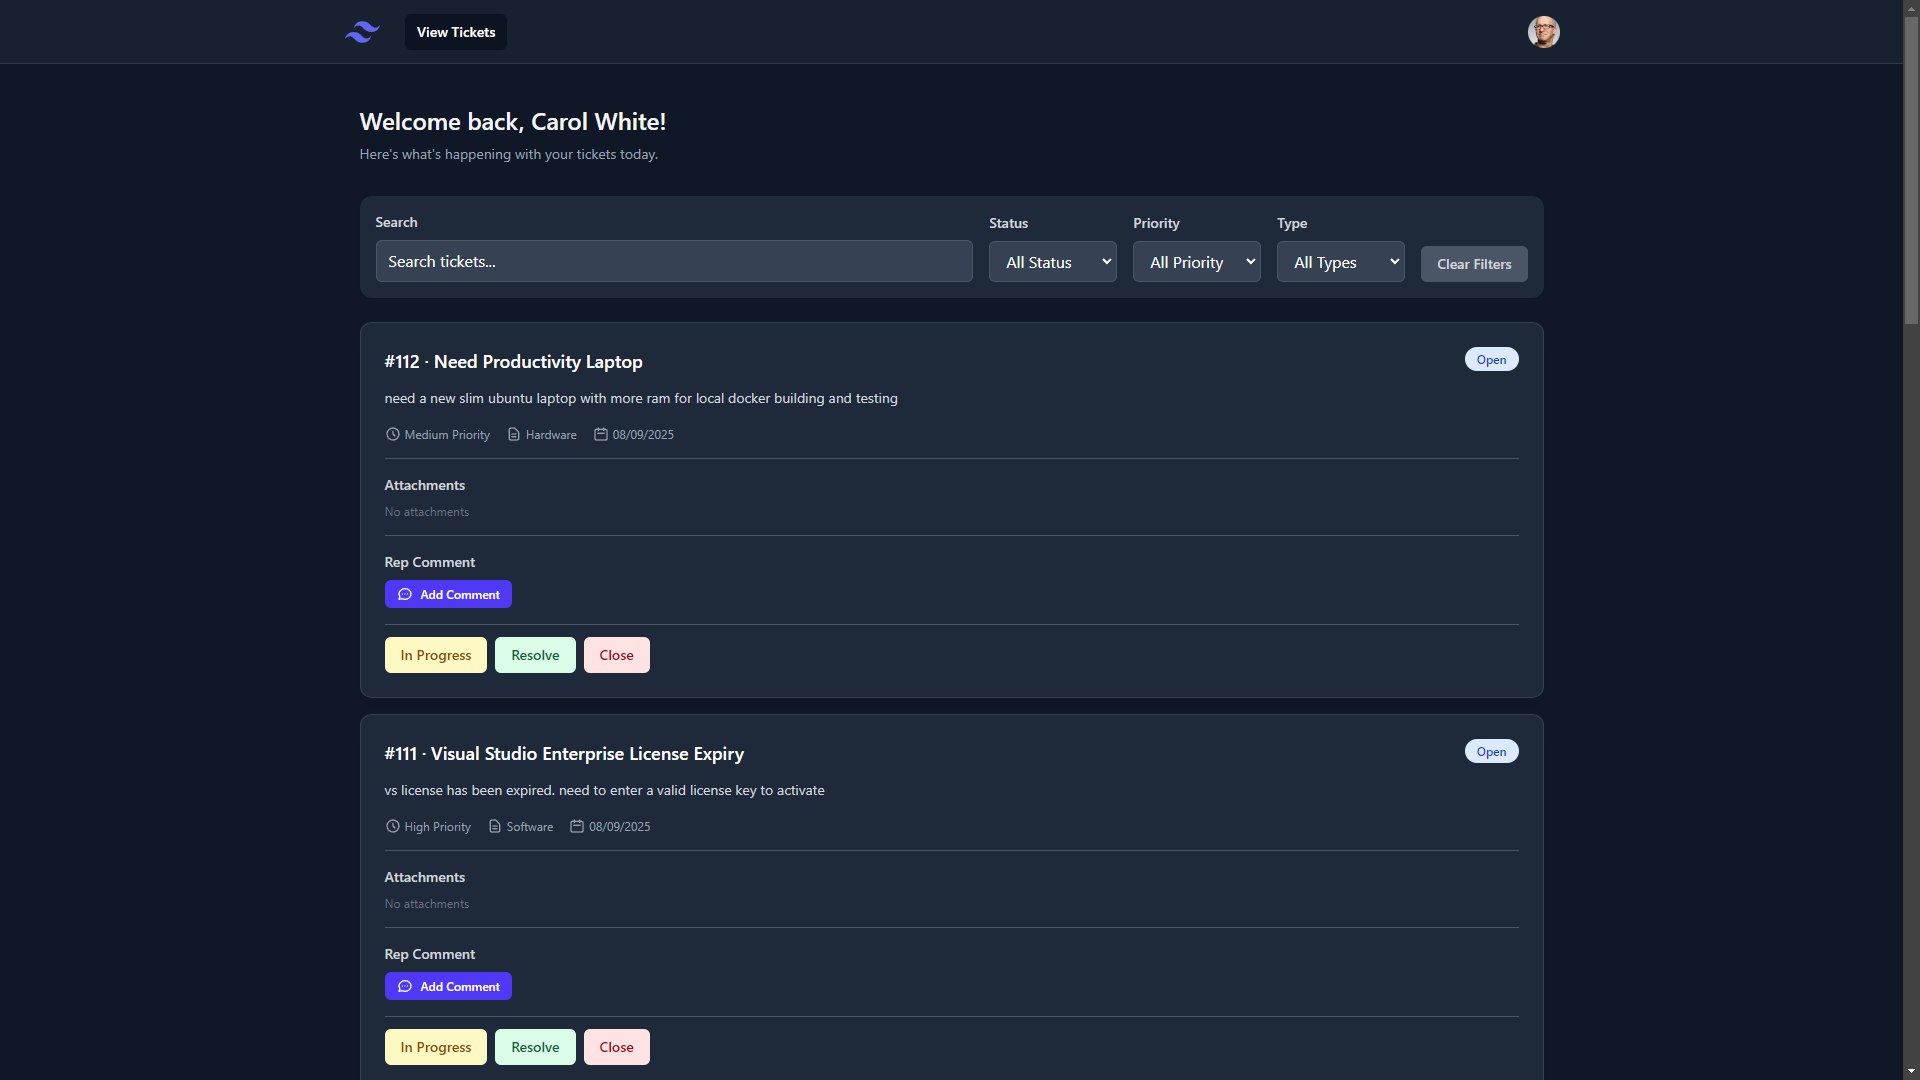 View Tickets
Welcome back, Carol White!
Here's what's happening with your tickets today.
Search
Status
Priority
Type
Search tickets...
All Status
All Priority
All Types
Clear Filters
#112 · Need Productivity Laptop
Open
need a new slim ubuntu laptop with more ram for local docker building and testing
Medium Priority Hardware 08/09/2025
Attachments
No attachments
Rep Comment
Add Comment
In Progress Resolve Close
#111 · Visual Studio Enterprise License Expiry
Open
vs license has been expired. need to enter a valid license key to activate
High Priority Software 08/09/2025
Attachments
No attachments
Rep Comment
Add Comment
In Progress Resolve Close